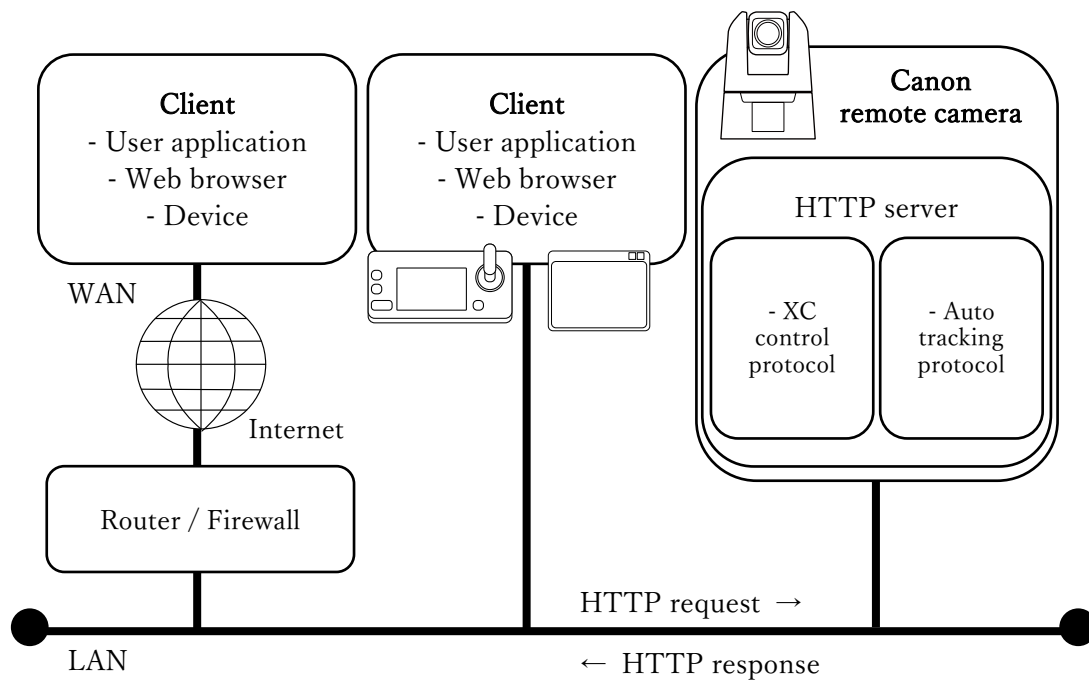 Client
- User application
- Web browser
- Device
Client
- User application
- Web browser
- Device
Canon
remote camera
HTTP server
- XC
control
protocol
- Auto
tracking
protocol
WAN
Internet
Router / Firewall
HTTP request →
LAN
← HTTP response